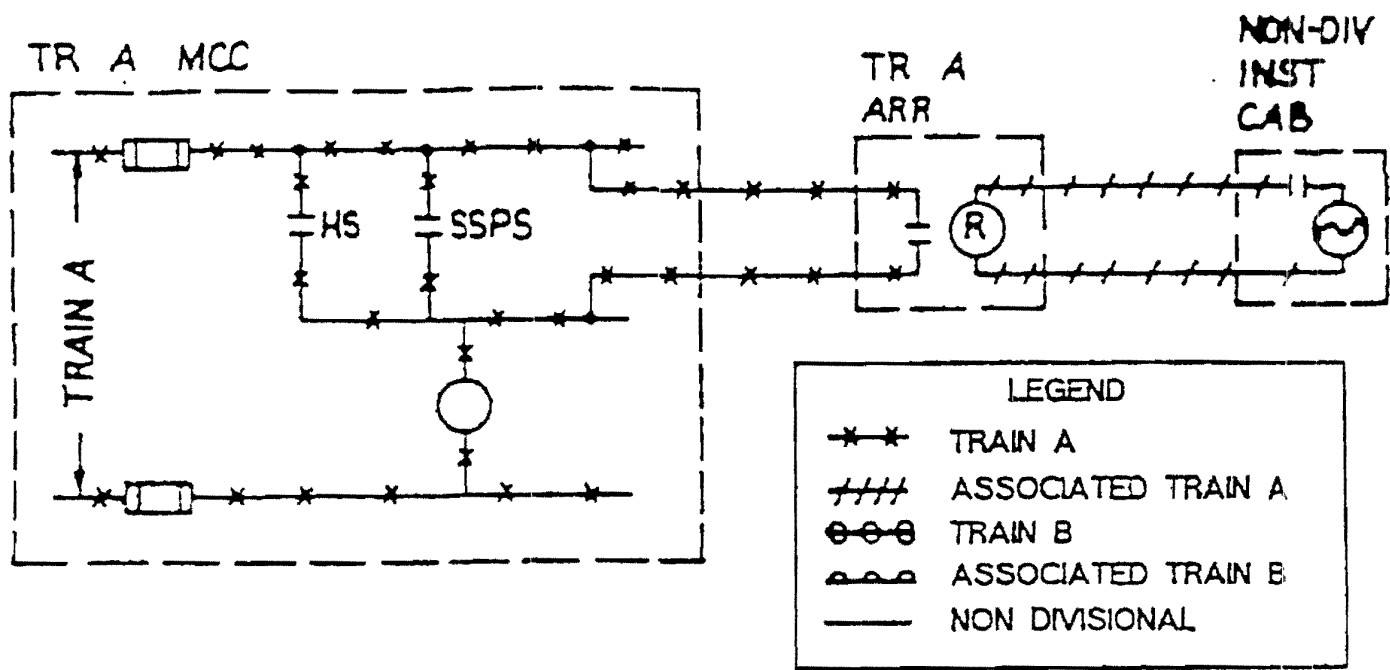 TR A MCC
TR A
ARR
NON-DIV
INST
CAB
HS
SSPS
R
TRAIN A
LEGEND
TRAIN A
ASSOCIATED TRAIN A
TRAIN B
ASSOCIATED TRAIN B
NON DIVISIONAL